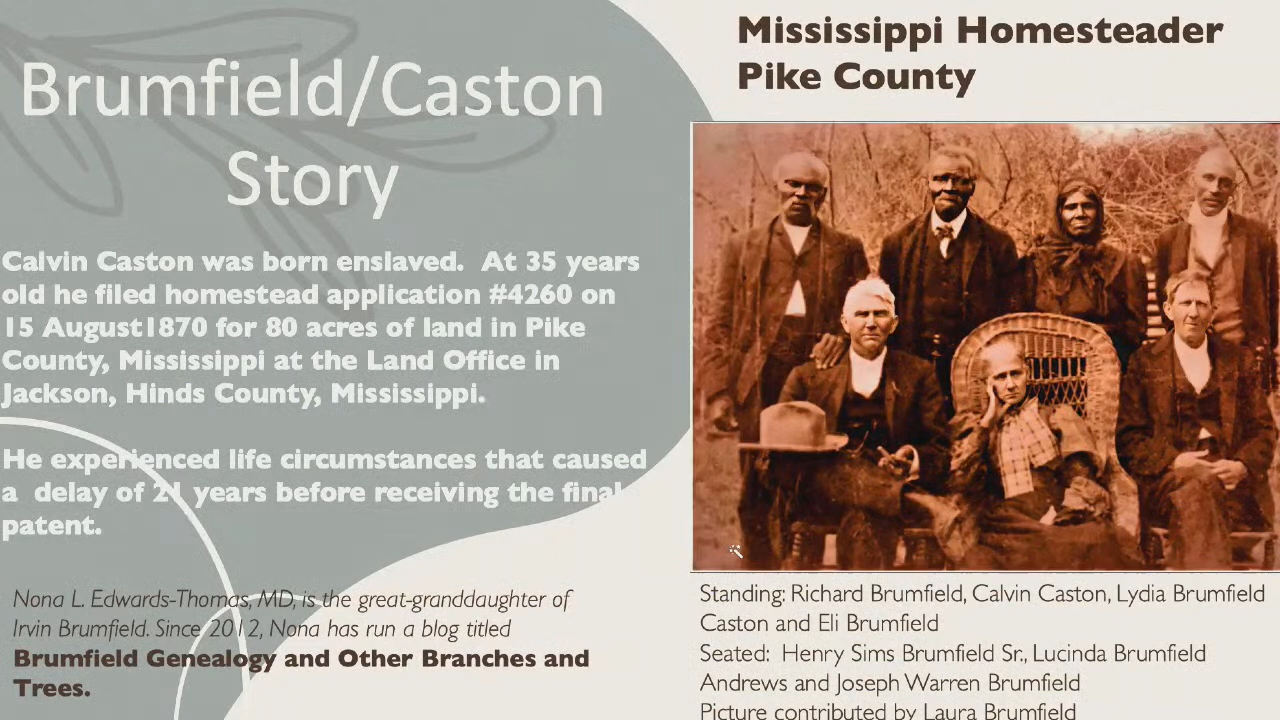 Brumfield/Caston
Story
Calvin Caston was born enslaved.  At 35 years
old he filed homestead application #4260 on
15 August1870 for 80 acres of land in Pike
County, Mississippi at the Land Office in
Jackson, Hinds County, Mississippi.
He experienced life circumstances that caused
a  delay of 21 years before receiving the final
patent.
Nona L. Edwards-Thomas, MD, is the great-granddaughter of
Irvin Brumfield. Since 2012, Nona has run a blog titled
Brumfield Genealogy and Other Branches and
Trees.
Mississippi Homesteader
Pike County
Standing: Richard Brumfield, Calvin Caston, Lydia Brumfield
Caston and Eli Brumfield
Seated:  Henry Sims Brumfield Sr., Lucinda Brumfield
Andrews and Joseph Warren Brumfield
Picture contributed by Laura Brumfield